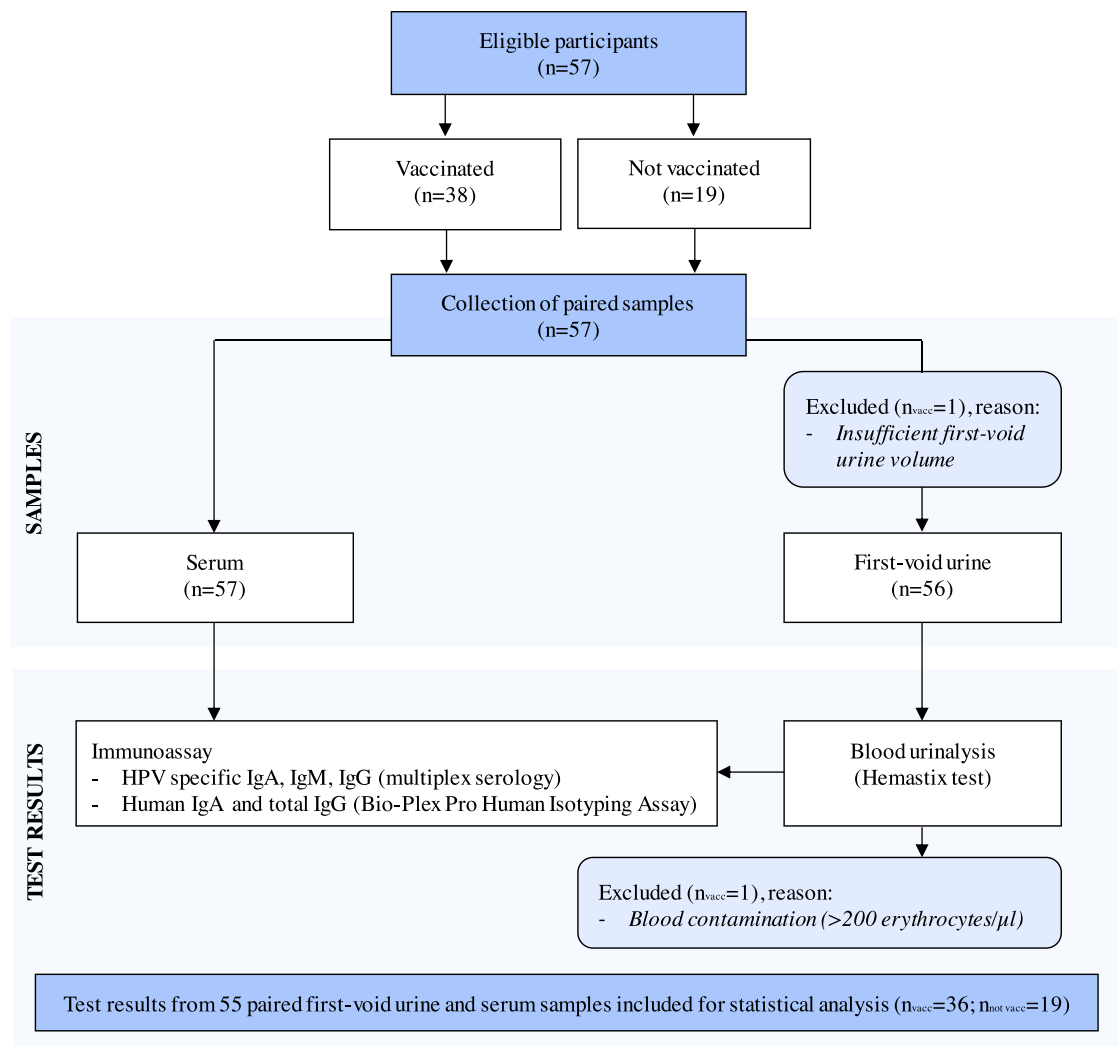 Eligible participants
(n=57)
Vaccinated
(n=38)
Not vaccinated
(n=19)
Collection of paired samples
(n=57)
SAMPLES
Excluded (nvacc=1), reason:
- Insufficient first-void
urine volume
Serum
(n=57)
First-void urine
(n=56)
TEST RESULTS
Immunoassay
- HPV specific IgA, IgM, IgG (multiplex serology)
- Human IgA and total IgG (Bio-Plex Pro Human Isotyping Assay)
Blood urinalysis
(Hemastix test)
Excluded (nvacc=1), reason:
- Blood contamination (>200 erythrocytes/µl)
Test results from 55 paired first-void urine and serum samples included for statistical analysis (nvacc=36; nnot vacc=19)